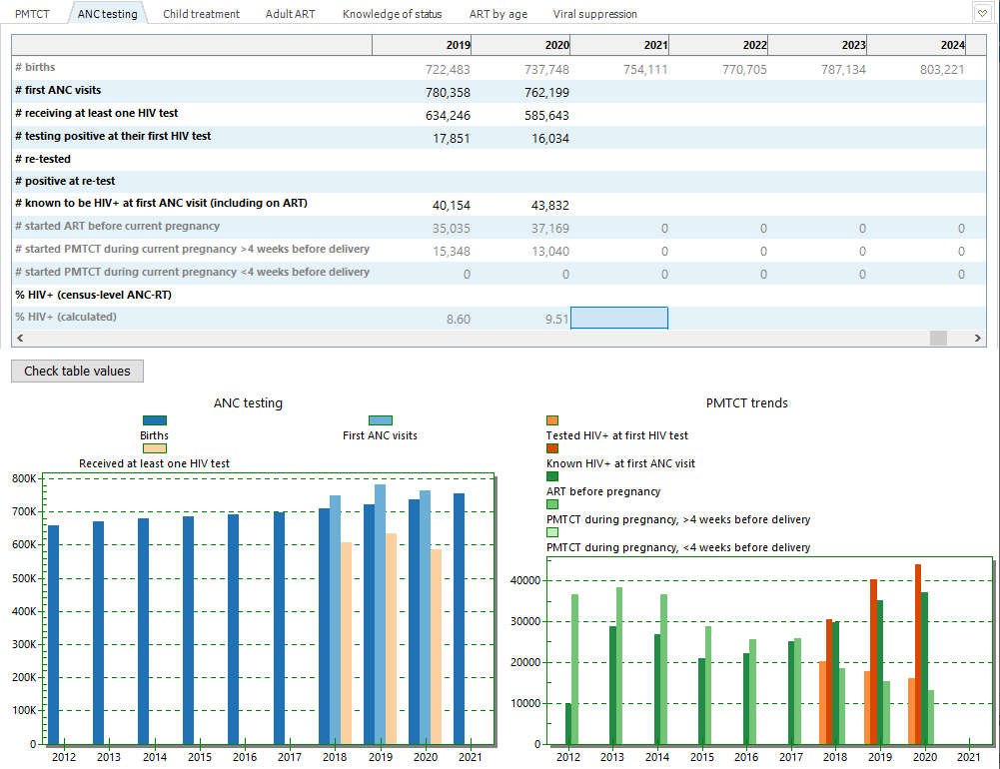 PMTCT ANC testing Child treatment Adult ART Knowledge of status ART by age Viral suppression
2019 2020 2021 2022 2023 2024
# births 722,483 737,748 754,111 770,705 787,134 803,221
# first ANC visits 780,358 762,199
# receiving at least one HIV test 634,246 585,643
# testing positive at their first HIV test 17,851 16,034
# re-tested
# positive at re-test
# known to be HIV+ at first ANC visit (including on ART) 40,154 43,832
# started ART before current pregnancy 35,035 37,169 0 0 0 0
# started PMTCT during current pregnancy >4 weeks before delivery 15,348 13,040 0 0 0 0
# started PMTCT during current pregnancy <4 weeks before delivery 0 0 0 0 0 0
% HIV+ (census-level ANC-RT)
% HIV+ (calculated) 8.60 9.51
Check table values
ANC testing
Births First ANC visits
Received at least one HIV test
800K
700K
600K
500K
400K
300K
200K
100K
0
2012 2013 2014 2015 2016 2017 2018 2019 2020 2021
PMTCT trends
Tested HIV+ at first HIV test
Known HIV+ at first ANC visit
ART before pregnancy
PMTCT during pregnancy, >4 weeks before delivery
PMTCT during pregnancy, <4 weeks before delivery
40000
30000
20000
10000
0
2012 2013 2014 2015 2016 2017 2018 2019 2020 2021